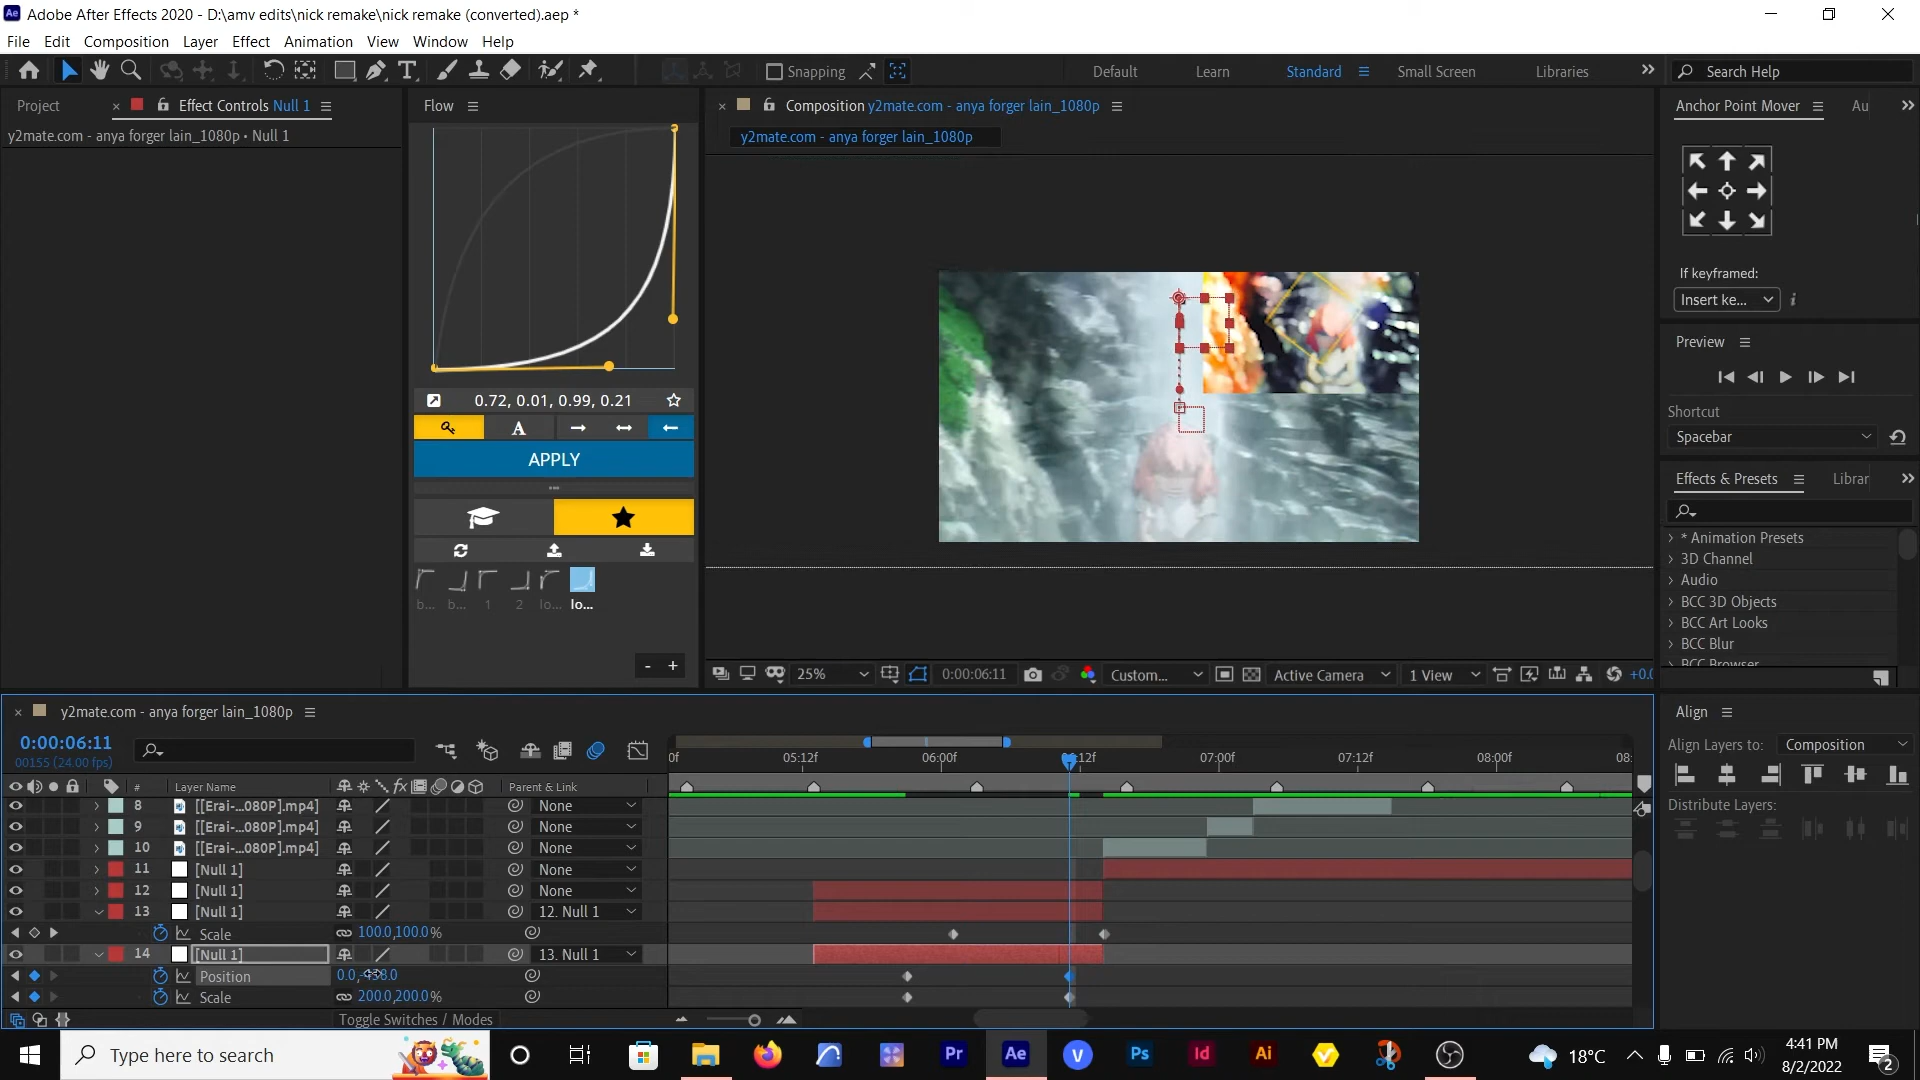 Adobe After Effects 2020 - D:\amv edits\nick remake\nick remake (converted).aep *
File Edit Composition Layer Effect Animation View Window Help
Snapping Default Learn Standard Small Screen Libraries Search Help
Project Effect Controls Null 1
y2mate.com - anya forger lain_1080p • Null 1
Flow
0.72, 0.01, 0.99, 0.21
A
APPLY
b... b... 1 2 lo... lo...
- +
Composition y2mate.com - anya forger lain_1080p
y2mate.com - anya forger lain_1080p
25% 0:00:06:11 Custom... Active Camera 1 View +0.
Anchor Point Mover Au
If keyframed:
Insert ke...
Preview
Shortcut
Spacebar
Effects & Presets Librar
* Animation Presets
3D Channel
Audio
BCC 3D Objects
BCC Art Looks
BCC Blur
BCC Browser
y2mate.com - anya forger lain_1080p
0:00:06:11
00155 (24.00 fps)
0f 05:12f 06:00f 07:00f 07:12f 08:00f 08:
# Layer Name Parent & Link
8 [[Erai-...080P].mp4] None
9 [[Erai-...080P].mp4] None
10 [[Erai-...080P].mp4] None
11 [Null 1] None
12 [Null 1] None
13 [Null 1] 12. Null 1
Scale 100.0,100.0%
14 [Null 1] 13. Null 1
Position
Scale 200.0,200.0%
Toggle Switches / Modes
Align
Align Layers to: Composition
Distribute Layers:
Type here to search
Pr Ae V Ps Id Ai
18°C
4:41 PM
8/2/2022
2